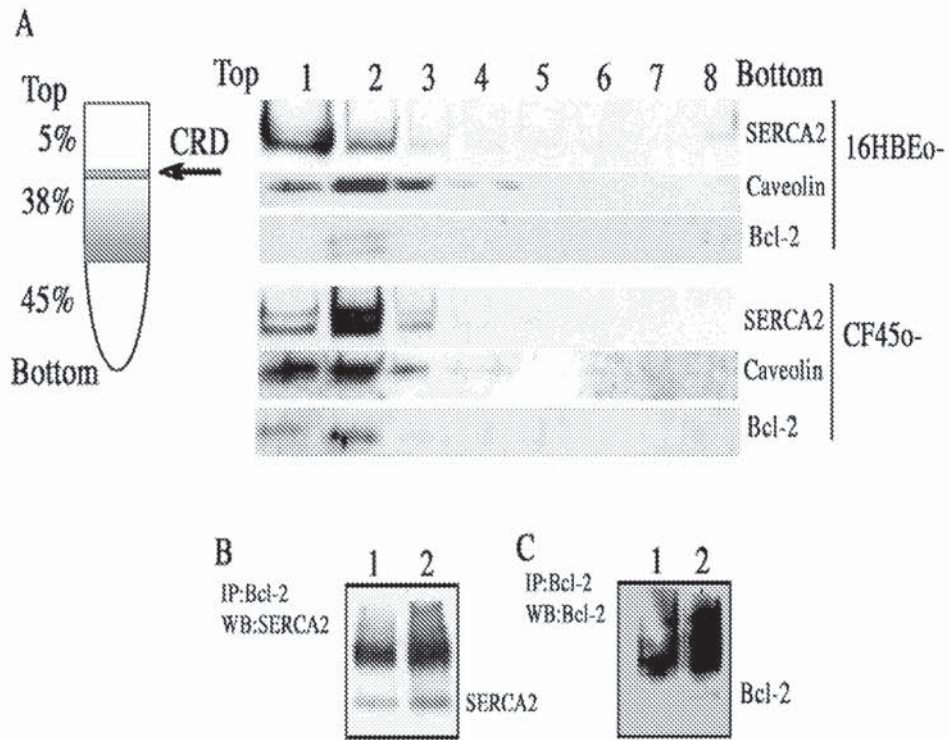 A
Top
5%
CRD
38%
45%
Bottom
Top 1 2 3 4 5 6 7 8 Bottom
SERCA2
Caveolin
Bcl-2
16HBEo-
SERCA2
Caveolin
Bcl-2
CF45o-
B
1 2
IP:Bcl-2
WB:SERCA2
SERCA2
C
1 2
IP:Bcl-2
WB:Bcl-2
Bcl-2